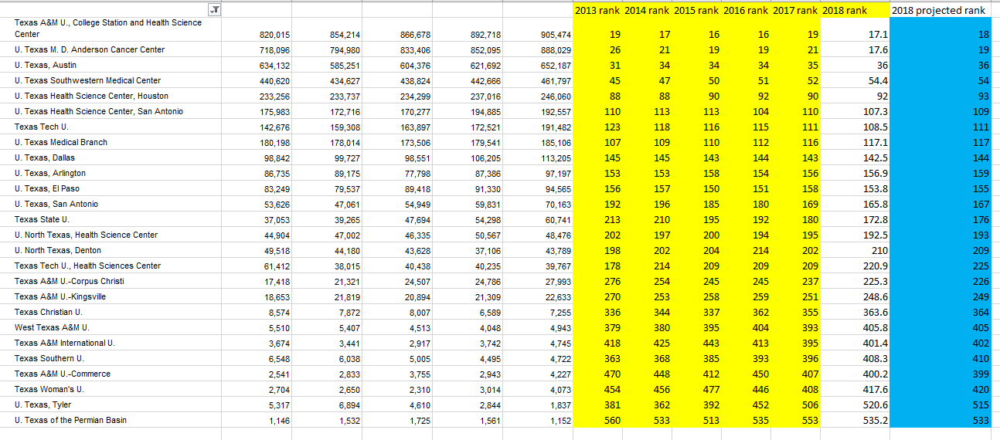 2013 rank 2014 rank 2015 rank 2016 rank 2017 rank 2018 rank 2018 projected rank
Texas A&M U., College Station and Health Science
Center 820,015 854,214 866,678 892,718 905,474 19 17 16 16 19 17.1 18
U. Texas M. D. Anderson Cancer Center 718,096 794,980 833,406 852,095 888,029 26 21 19 19 21 17.6 19
U. Texas, Austin 634,132 585,251 604,376 621,692 652,187 31 34 34 34 35 36 36
U. Texas Southwestern Medical Center 440,620 434,627 438,824 442,666 461,797 45 47 50 51 52 54.4 54
U. Texas Health Science Center, Houston 233,256 233,737 234,299 237,016 246,060 88 88 90 92 90 92 93
U. Texas Health Science Center, San Antonio 175,983 172,716 170,277 194,885 192,557 110 113 113 104 110 107.3 109
Texas Tech U. 142,676 159,308 163,897 172,521 191,482 123 118 116 115 111 108.5 111
U. Texas Medical Branch 180,198 178,014 173,506 179,541 185,106 107 109 110 112 116 117.1 117
U. Texas, Dallas 98,842 99,727 98,551 106,205 113,205 145 145 143 144 143 142.5 144
U. Texas, Arlington 86,735 89,175 77,798 87,386 97,197 153 153 158 154 156 156.9 159
U. Texas, El Paso 83,249 79,537 89,418 91,330 94,565 156 157 150 151 158 153.8 155
U. Texas, San Antonio 53,626 47,061 54,949 59,831 70,163 192 196 185 180 169 165.8 167
Texas State U. 37,053 39,265 47,694 54,298 60,741 213 210 195 192 180 172.8 176
U. North Texas, Health Science Center 44,904 47,002 46,335 50,567 48,476 202 197 200 194 195 192.5 193
U. North Texas, Denton 49,518 44,180 43,628 37,106 43,789 198 202 204 214 202 210 209
Texas Tech U., Health Sciences Center 61,412 38,015 40,438 40,235 39,767 178 214 209 209 209 220.9 225
Texas A&M U.-Corpus Christi 17,418 21,321 24,507 24,786 27,993 276 254 245 245 237 225.3 226
Texas A&M U.-Kingsville 18,653 21,819 20,894 21,309 22,633 270 253 258 259 251 248.6 249
Texas Christian U. 8,574 7,872 8,007 6,589 7,255 336 344 337 362 355 363.6 364
West Texas A&M U. 5,510 5,407 4,513 4,048 4,943 379 380 395 404 393 405.8 405
Texas A&M International U. 3,674 3,441 2,917 3,742 4,745 418 425 443 413 395 401.4 402
Texas Southern U. 6,548 6,038 5,005 4,495 4,722 363 368 385 393 396 408.3 410
Texas A&M U.-Commerce 2,541 2,833 3,755 2,943 4,227 470 448 412 450 407 400.2 399
Texas Woman's U. 2,704 2,650 2,310 3,014 4,073 454 456 477 446 408 417.6 420
U. Texas, Tyler 5,317 6,894 4,610 2,844 1,837 381 362 392 452 506 520.6 515
U. Texas of the Permian Basin 1,146 1,532 1,725 1,561 1,152 560 533 513 535 553 535.2 533